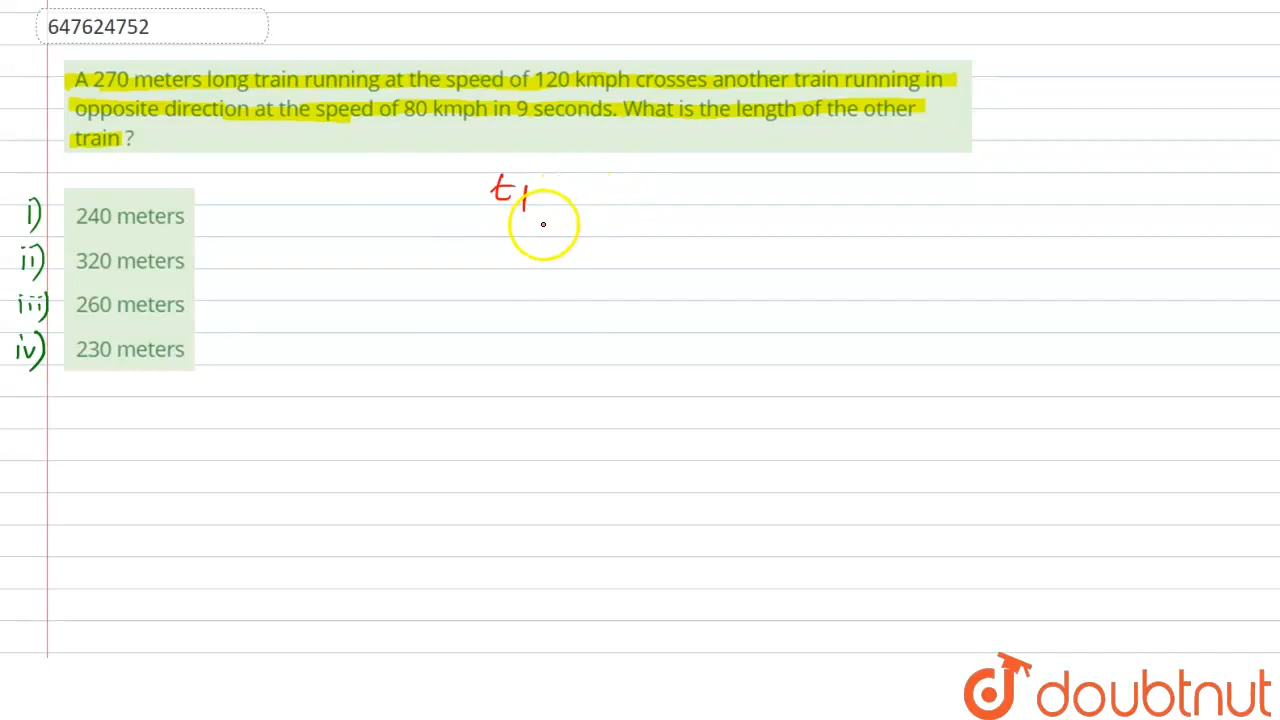 647624752
A 270 meters long train running at the speed of 120 kmph crosses another train running in
opposite direction at the speed of 80 kmph in 9 seconds. What is the length of the other
train ?
t1
i) 240 meters
ii) 320 meters
iii) 260 meters
iv) 230 meters
doubtnut